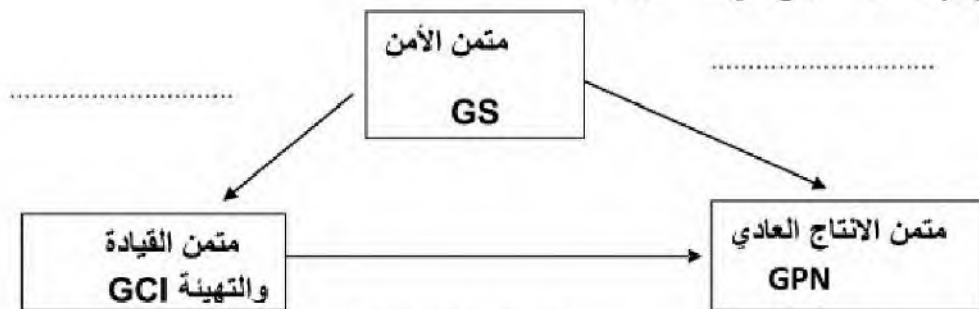 متمن الأمن
GS
متمن القيادة
والتهيئة GCI
متمن الانتاج العادي
GPN